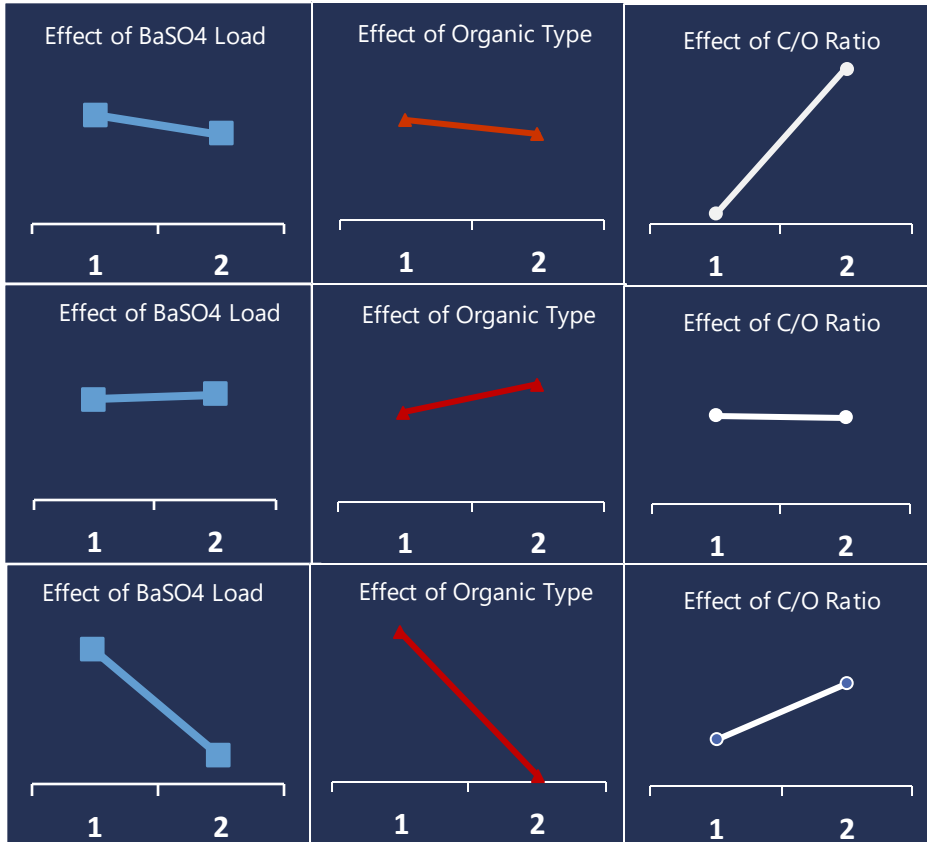 Effect of BaSO4 Load
Effect of Organic Type
Effect of C/O Ratio
1 2
1 2
1 2
Effect of BaSO4 Load
Effect of Organic Type
Effect of C/O Ratio
1 2
1 2
1 2
Effect of BaSO4 Load
Effect of Organic Type
Effect of C/O Ratio
1 2
1 2
1 2